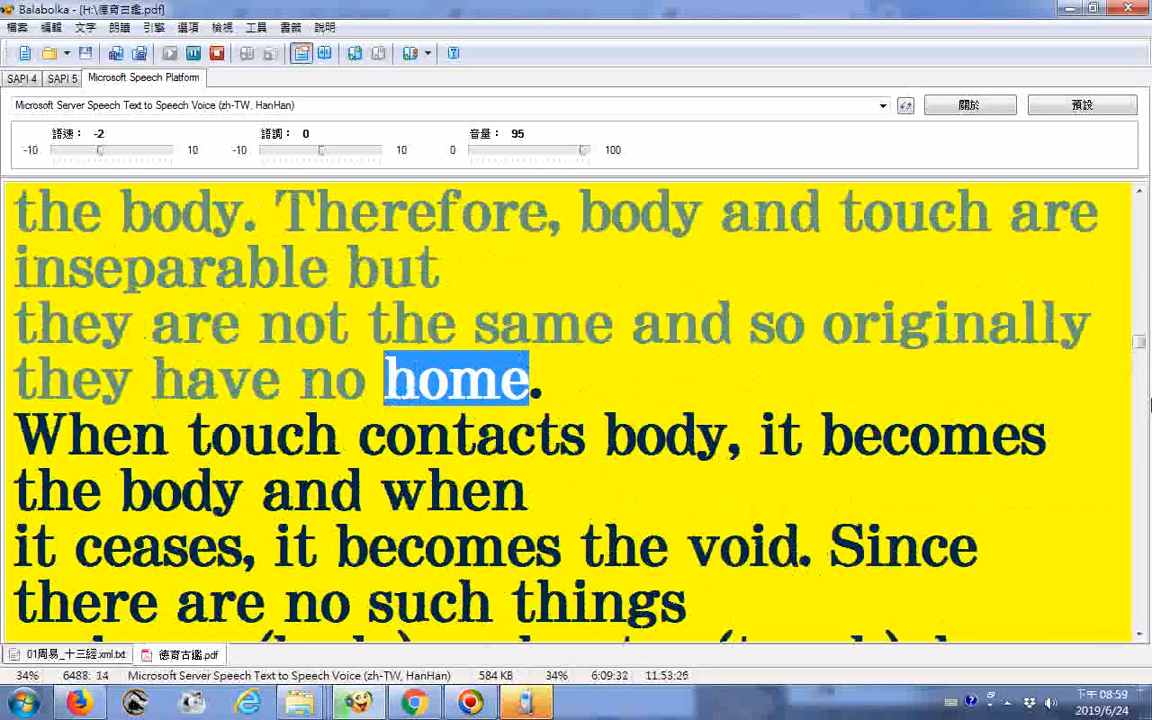 Balabolka - [H:\德育古鑑.pdf]
檔案 編輯 文字 朗讀 引擎 選項 檢視 工具 書籤 說明
SAPI 4 SAPI 5 Microsoft Speech Platform
Microsoft Server Speech Text to Speech Voice (zh-TW, HanHan) 關於 預設
語速： -2 語調： 0 音量： 95
-10 10 -10 10 0 100
the body. Therefore, body and touch are
inseparable but
they are not the same and so originally
they have no home.
When touch contacts body, it becomes
the body and when
it ceases, it becomes the void. Since
there are no such things
01周易_十三經.xml.txt 德育古鑑.pdf
34% 6488: 14 Microsoft Server Speech Text to Speech Voice (zh-TW, HanHan) 584 KB 34% 6:09:32 11:53:26
下午 08:59
2019/6/24